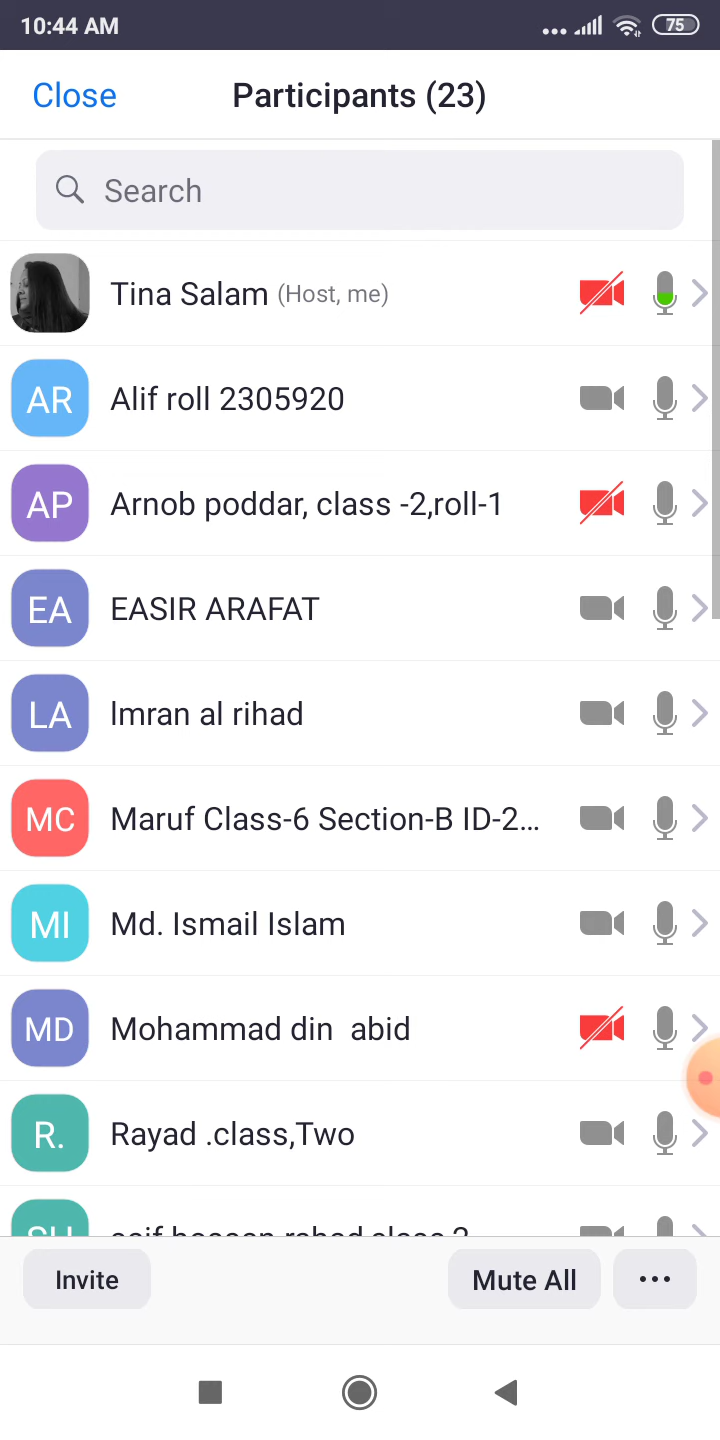 10:44 AM
75
Close
Participants (23)
Search
Tina Salam (Host, me)
AR
Alif roll 2305920
AP
Arnob poddar, class -2,roll-1
EA
EASIR ARAFAT
LA
lmran al rihad
MC
Maruf Class-6 Section-B ID-2...
MI
Md. Ismail Islam
MD
Mohammad din  abid
R.
Rayad .class,Two
Invite
Mute All